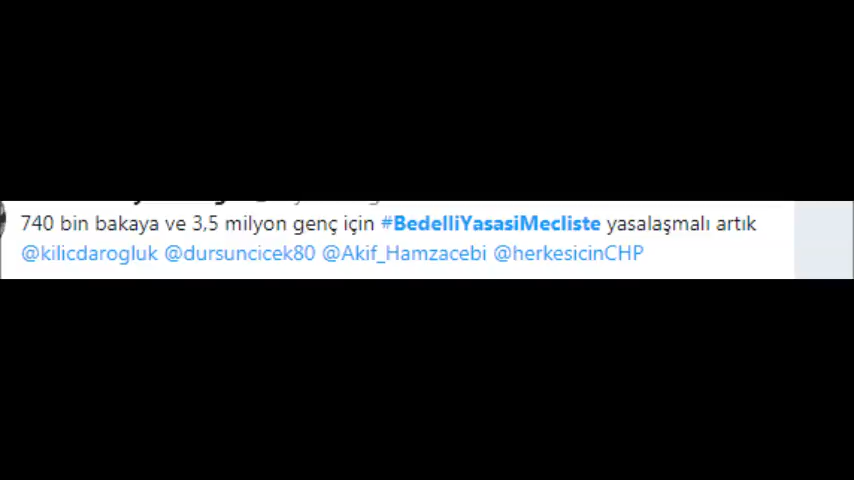 740 bin bakaya ve 3,5 milyon genç için #BedelliYasasiMecliste yasalaşmalı artık
@kilicdarogluk @dursuncicek80 @Akif_Hamzacebi @herkesicinCHP